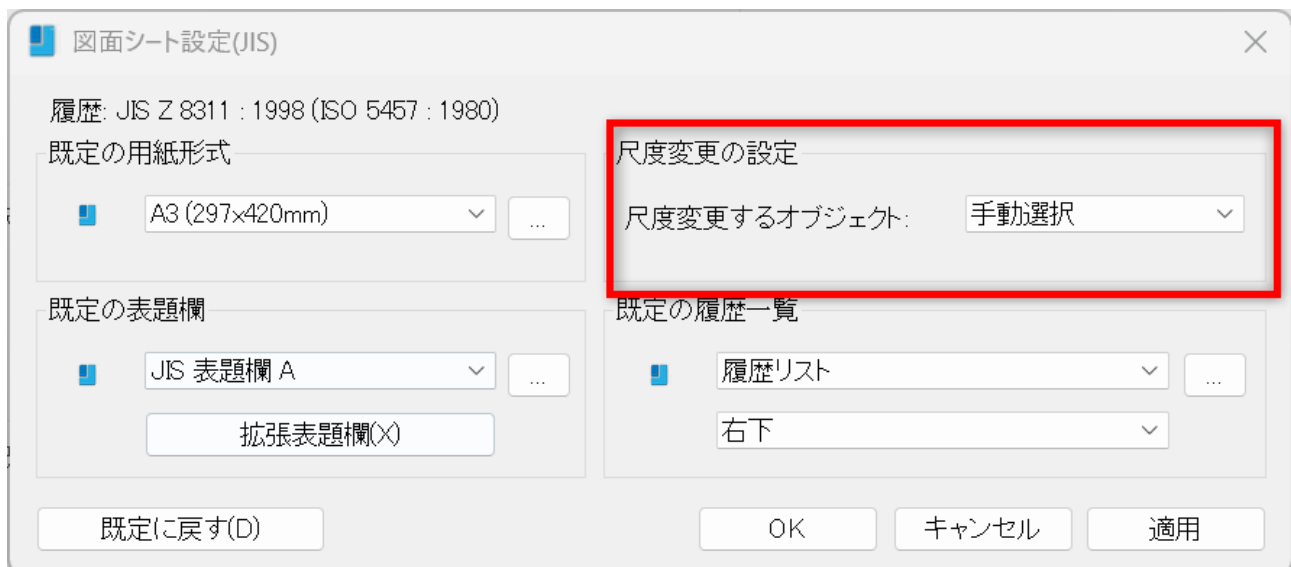 図面シート設定(JIS)
履歴: JIS Z 8311 : 1998 (ISO 5457 : 1980)
既定の用紙形式
A3 (297x420mm)
...
尺度変更の設定
尺度変更するオブジェクト:
手動選択
既定の表題欄
JIS 表題欄 A
...
拡張表題欄(X)
既定の履歴一覧
履歴リスト
...
右下
既定に戻す(D)
OK
キャンセル
適用